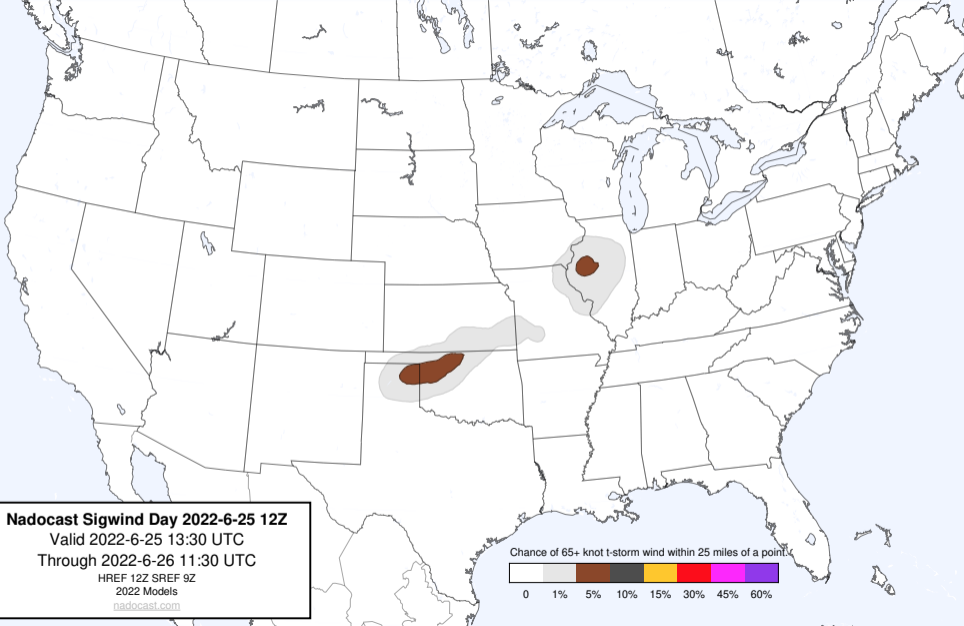 Nadocast Sigwind Day 2022-6-25 12Z
Valid 2022-6-25 13:30 UTC
Through 2022-6-26 11:30 UTC
HREF 12Z SREF 9Z
2022 Models
nadocast.com
Chance of 65+ knot t-storm wind within 25 miles of a point.
0 1% 5% 10% 15% 30% 45% 60%